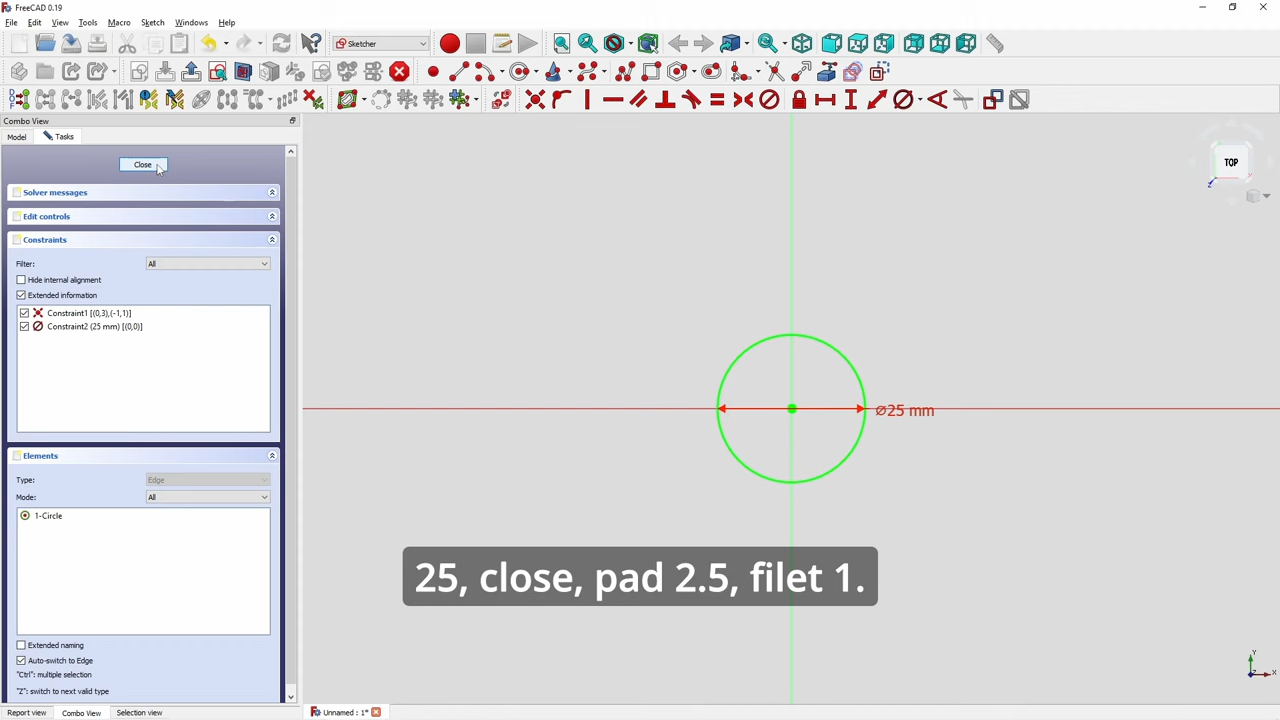 FreeCAD 0.19
File Edit View Tools Macro Sketch Windows Help
Sketcher
Combo View
Model Tasks
Close
Solver messages
Edit controls
Constraints
Filter: All
Hide internal alignment
Extended information
Constraint1 [(0,3),(-1,1)]
Constraint2 (25 mm) [(0,0)]
Elements
Type: Edge
Mode: All
1-Circle
Extended naming
Auto-switch to Edge
"Ctrl": multiple selection
"Z": switch to next valid type
Report view Combo View Selection view
TOP
⌀25 mm
25, close, pad 2.5, filet 1.
Y
X
Unnamed : 1*